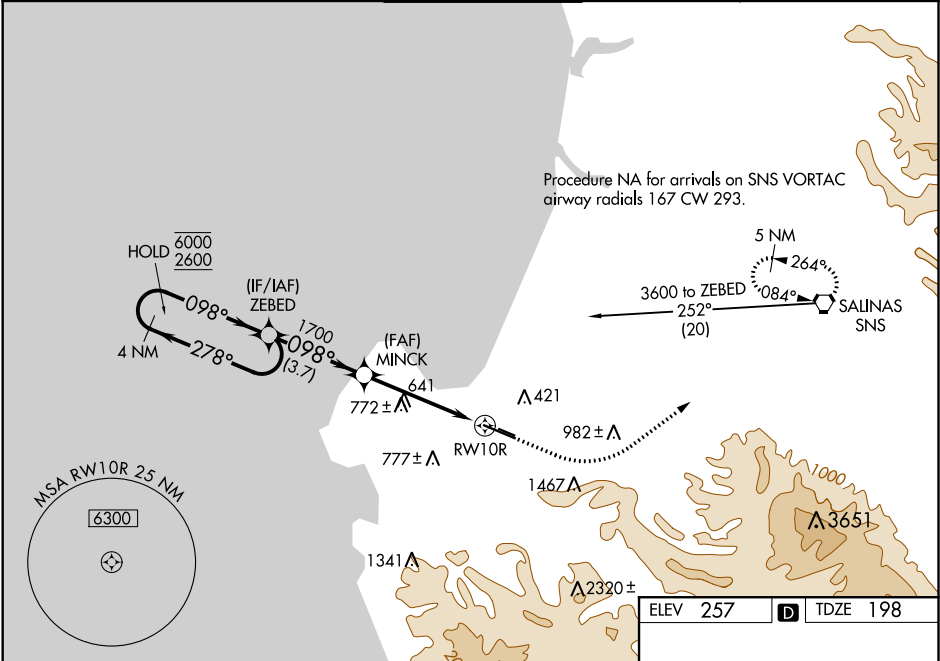 Procedure NA for arrivals on SNS VORTAC
airway radials 167 CW 293.
5 NM
264°
084°
3600 to ZEBED
252°
(20)
SALINAS
SNS
HOLD 6000
2600
(IF/IAF)
ZEBED
098°
278°
4 NM
1700
098°
(3.7)
(FAF)
MINCK
641
772±
421
RW10R
982±
777±
1467
1000
3651
1341
2320±
MSA RW10R 25 NM
6300
ELEV 257 D TDZE 198